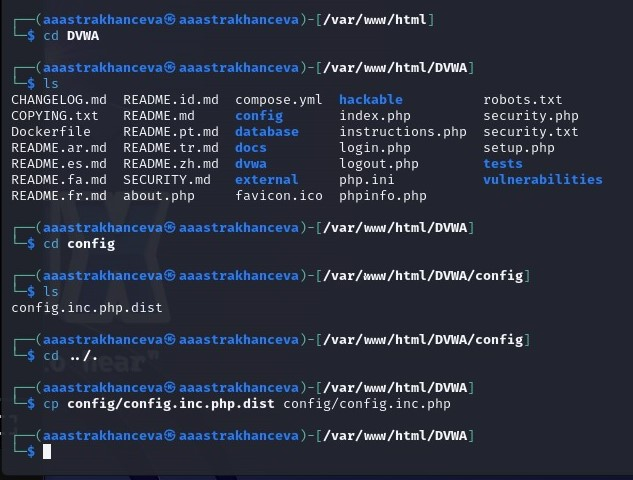 ┌──(aaastrakhanceva㉿aaastrakhanceva)-[/var/www/html]
└─$ cd DVWA
┌──(aaastrakhanceva㉿aaastrakhanceva)-[/var/www/html/DVWA]
└─$ ls
CHANGELOG.md README.id.md compose.yml hackable robots.txt
COPYING.txt README.md config index.php security.php
Dockerfile README.pt.md database instructions.php security.txt
README.ar.md README.tr.md docs login.php setup.php
README.es.md README.zh.md dvwa logout.php tests
README.fa.md SECURITY.md external php.ini vulnerabilities
README.fr.md about.php favicon.ico phpinfo.php
┌──(aaastrakhanceva㉿aaastrakhanceva)-[/var/www/html/DVWA]
└─$ cd config
┌──(aaastrakhanceva㉿aaastrakhanceva)-[/var/www/html/DVWA/config]
└─$ ls
config.inc.php.dist
┌──(aaastrakhanceva㉿aaastrakhanceva)-[/var/www/html/DVWA/config]
└─$ cd ../.
┌──(aaastrakhanceva㉿aaastrakhanceva)-[/var/www/html/DVWA]
└─$ cp config/config.inc.php.dist config/config.inc.php
┌──(aaastrakhanceva㉿aaastrakhanceva)-[/var/www/html/DVWA]
└─$